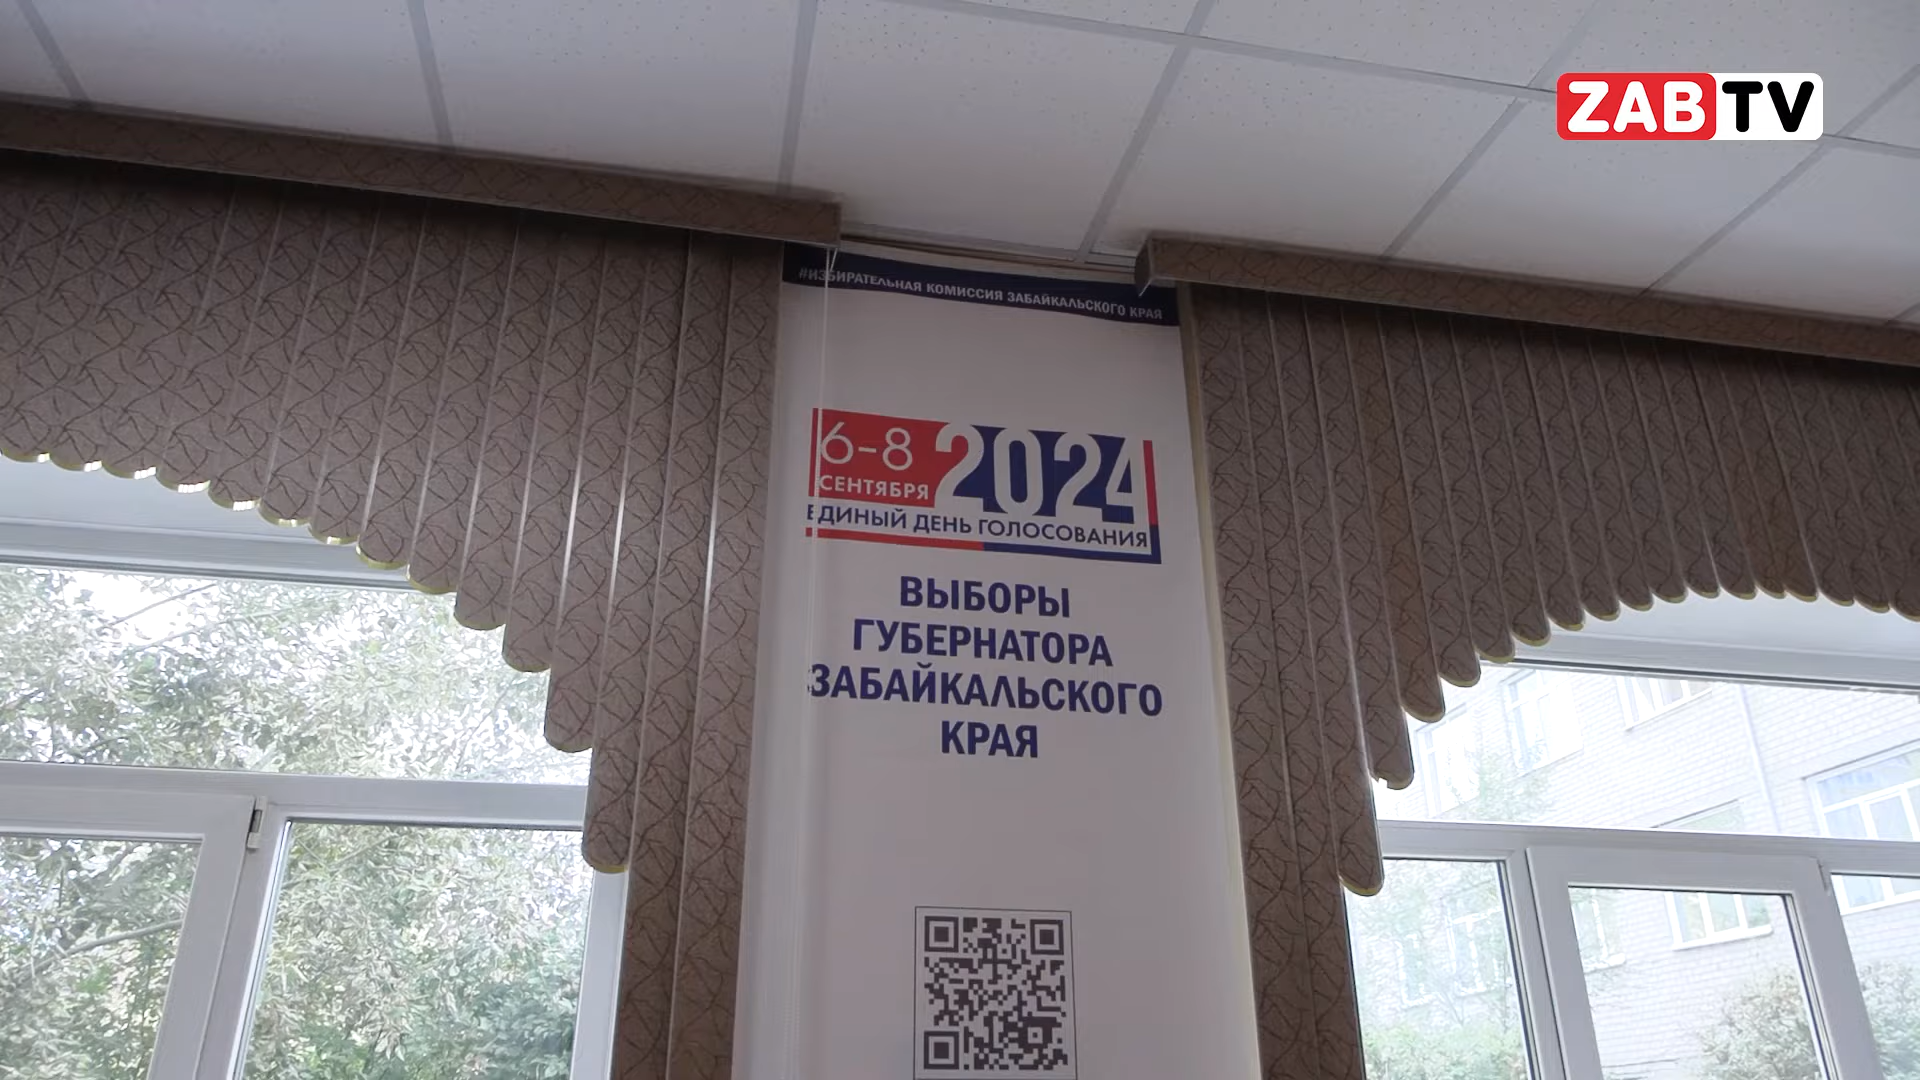 ZABTV
#ИЗБИРАТЕЛЬНАЯ КОМИССИЯ ЗАБАЙКАЛЬСКОГО КРАЯ
6–8 2024
СЕНТЯБРЯ
ЕДИНЫЙ ДЕНЬ ГОЛОСОВАНИЯ
ВЫБОРЫ
ГУБЕРНАТОРА
ЗАБАЙКАЛЬСКОГО
КРАЯ